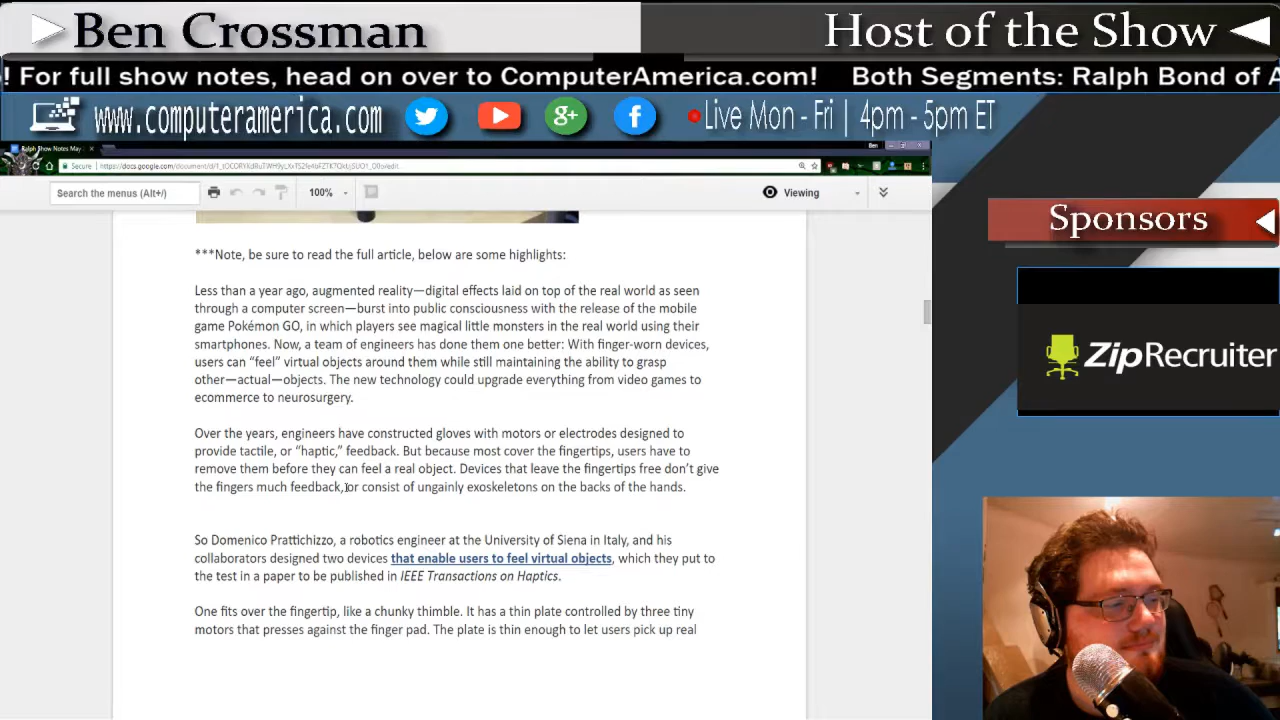 Ben Crossman
Host of the Show
! For full show notes, head on over to ComputerAmerica.com! Both Segments: Ralph Bond of A
www.computeramerica.com
Live Mon - Fri | 4pm - 5pm ET
Ralph Show Notes May
Ben
Secure
Search the menus (Alt+/)
100%
Viewing
Sponsors
ZipRecruiter
***Note, be sure to read the full article, below are some highlights:
Less than a year ago, augmented reality—digital effects laid on top of the real world as seen
through a computer screen—burst into public consciousness with the release of the mobile
game Pokémon GO, in which players see magical little monsters in the real world using their
smartphones. Now, a team of engineers has done them one better: With finger-worn devices,
users can “feel” virtual objects around them while still maintaining the ability to grasp
other—actual—objects. The new technology could upgrade everything from video games to
ecommerce to neurosurgery.
Over the years, engineers have constructed gloves with motors or electrodes designed to
provide tactile, or “haptic,” feedback. But because most cover the fingertips, users have to
remove them before they can feel a real object. Devices that leave the fingertips free don’t give
the fingers much feedback, or consist of ungainly exoskeletons on the backs of the hands.
So Domenico Prattichizzo, a robotics engineer at the University of Siena in Italy, and his
collaborators designed two devices that enable users to feel virtual objects, which they put to
the test in a paper to be published in IEEE Transactions on Haptics.
One fits over the fingertip, like a chunky thimble. It has a thin plate controlled by three tiny
motors that presses against the finger pad. The plate is thin enough to let users pick up real